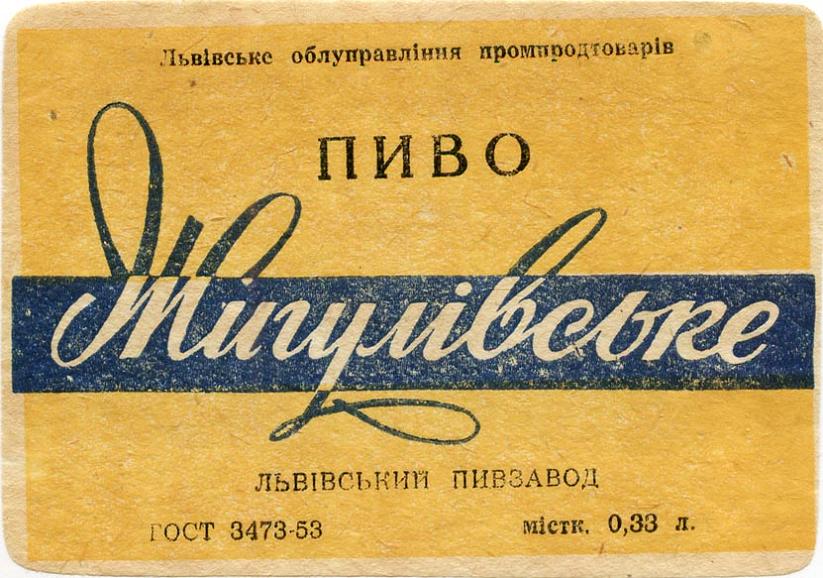 Львівське облуправління промпродтоварів
ПИВО
Жигулівське
ЛЬВІВСЬКИЙ ПИВЗАВОД
ГОСТ 3473-53 містк. 0,33 л.